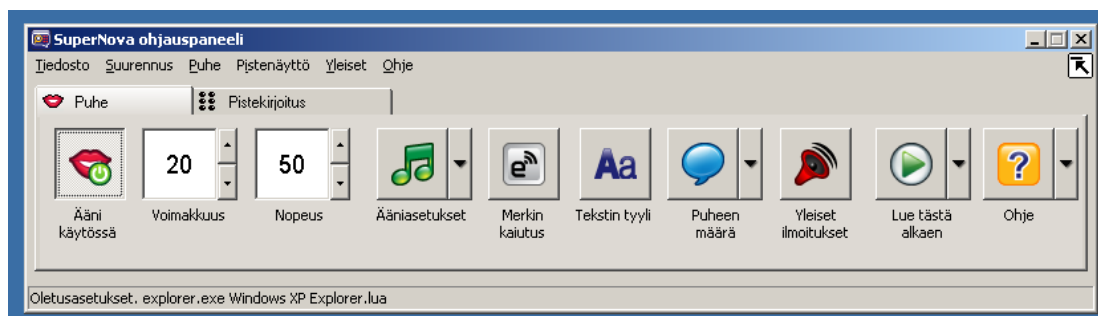 SuperNova ohjauspaneeli
Tiedosto Suurennus Puhe Pistenäyttö Yleiset Ohje
Puhe Pistekirjoitus
20 50 e Aa ?
Ääni käytössä
Voimakkuus
Nopeus
Ääniasetukset
Merkin kaiutus
Tekstin tyyli
Puheen määrä
Yleiset ilmoitukset
Lue tästä alkaen
Ohje
Oletusasetukset. explorer.exe Windows XP Explorer.lua